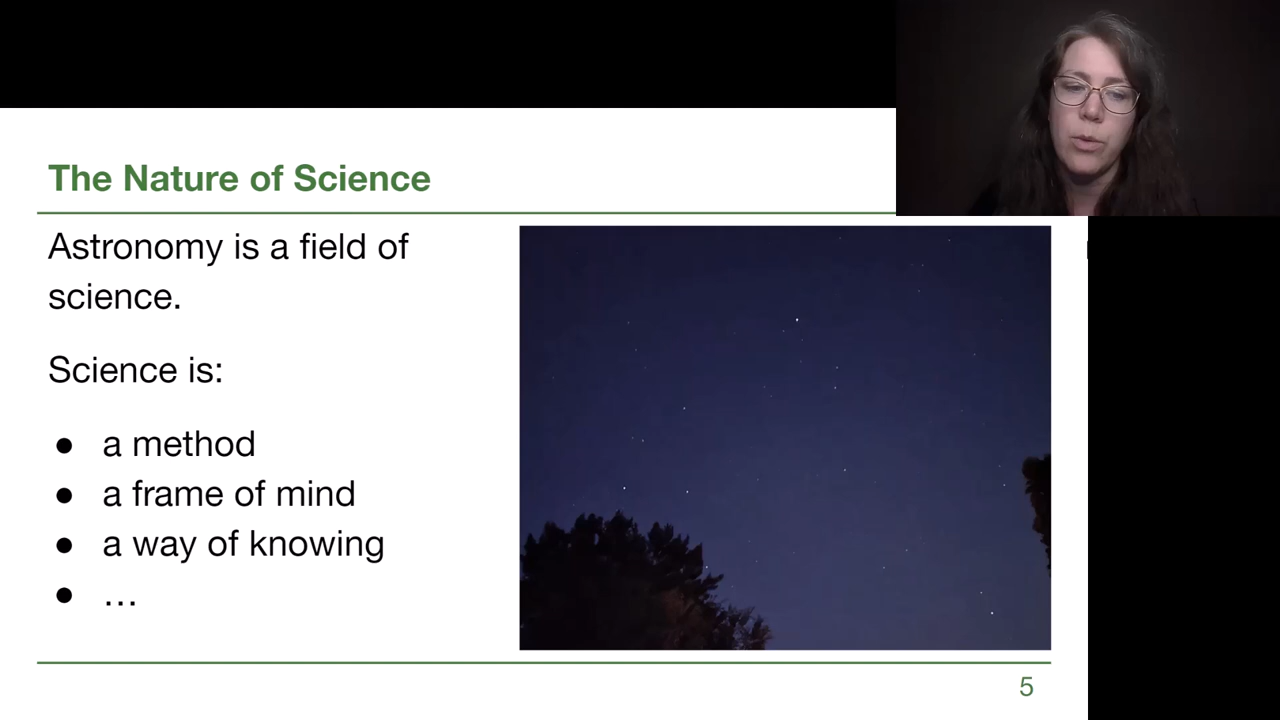 The Nature of Science
Astronomy is a field of
science.
Science is:
● a method
● a frame of mind
● a way of knowing
● …
5